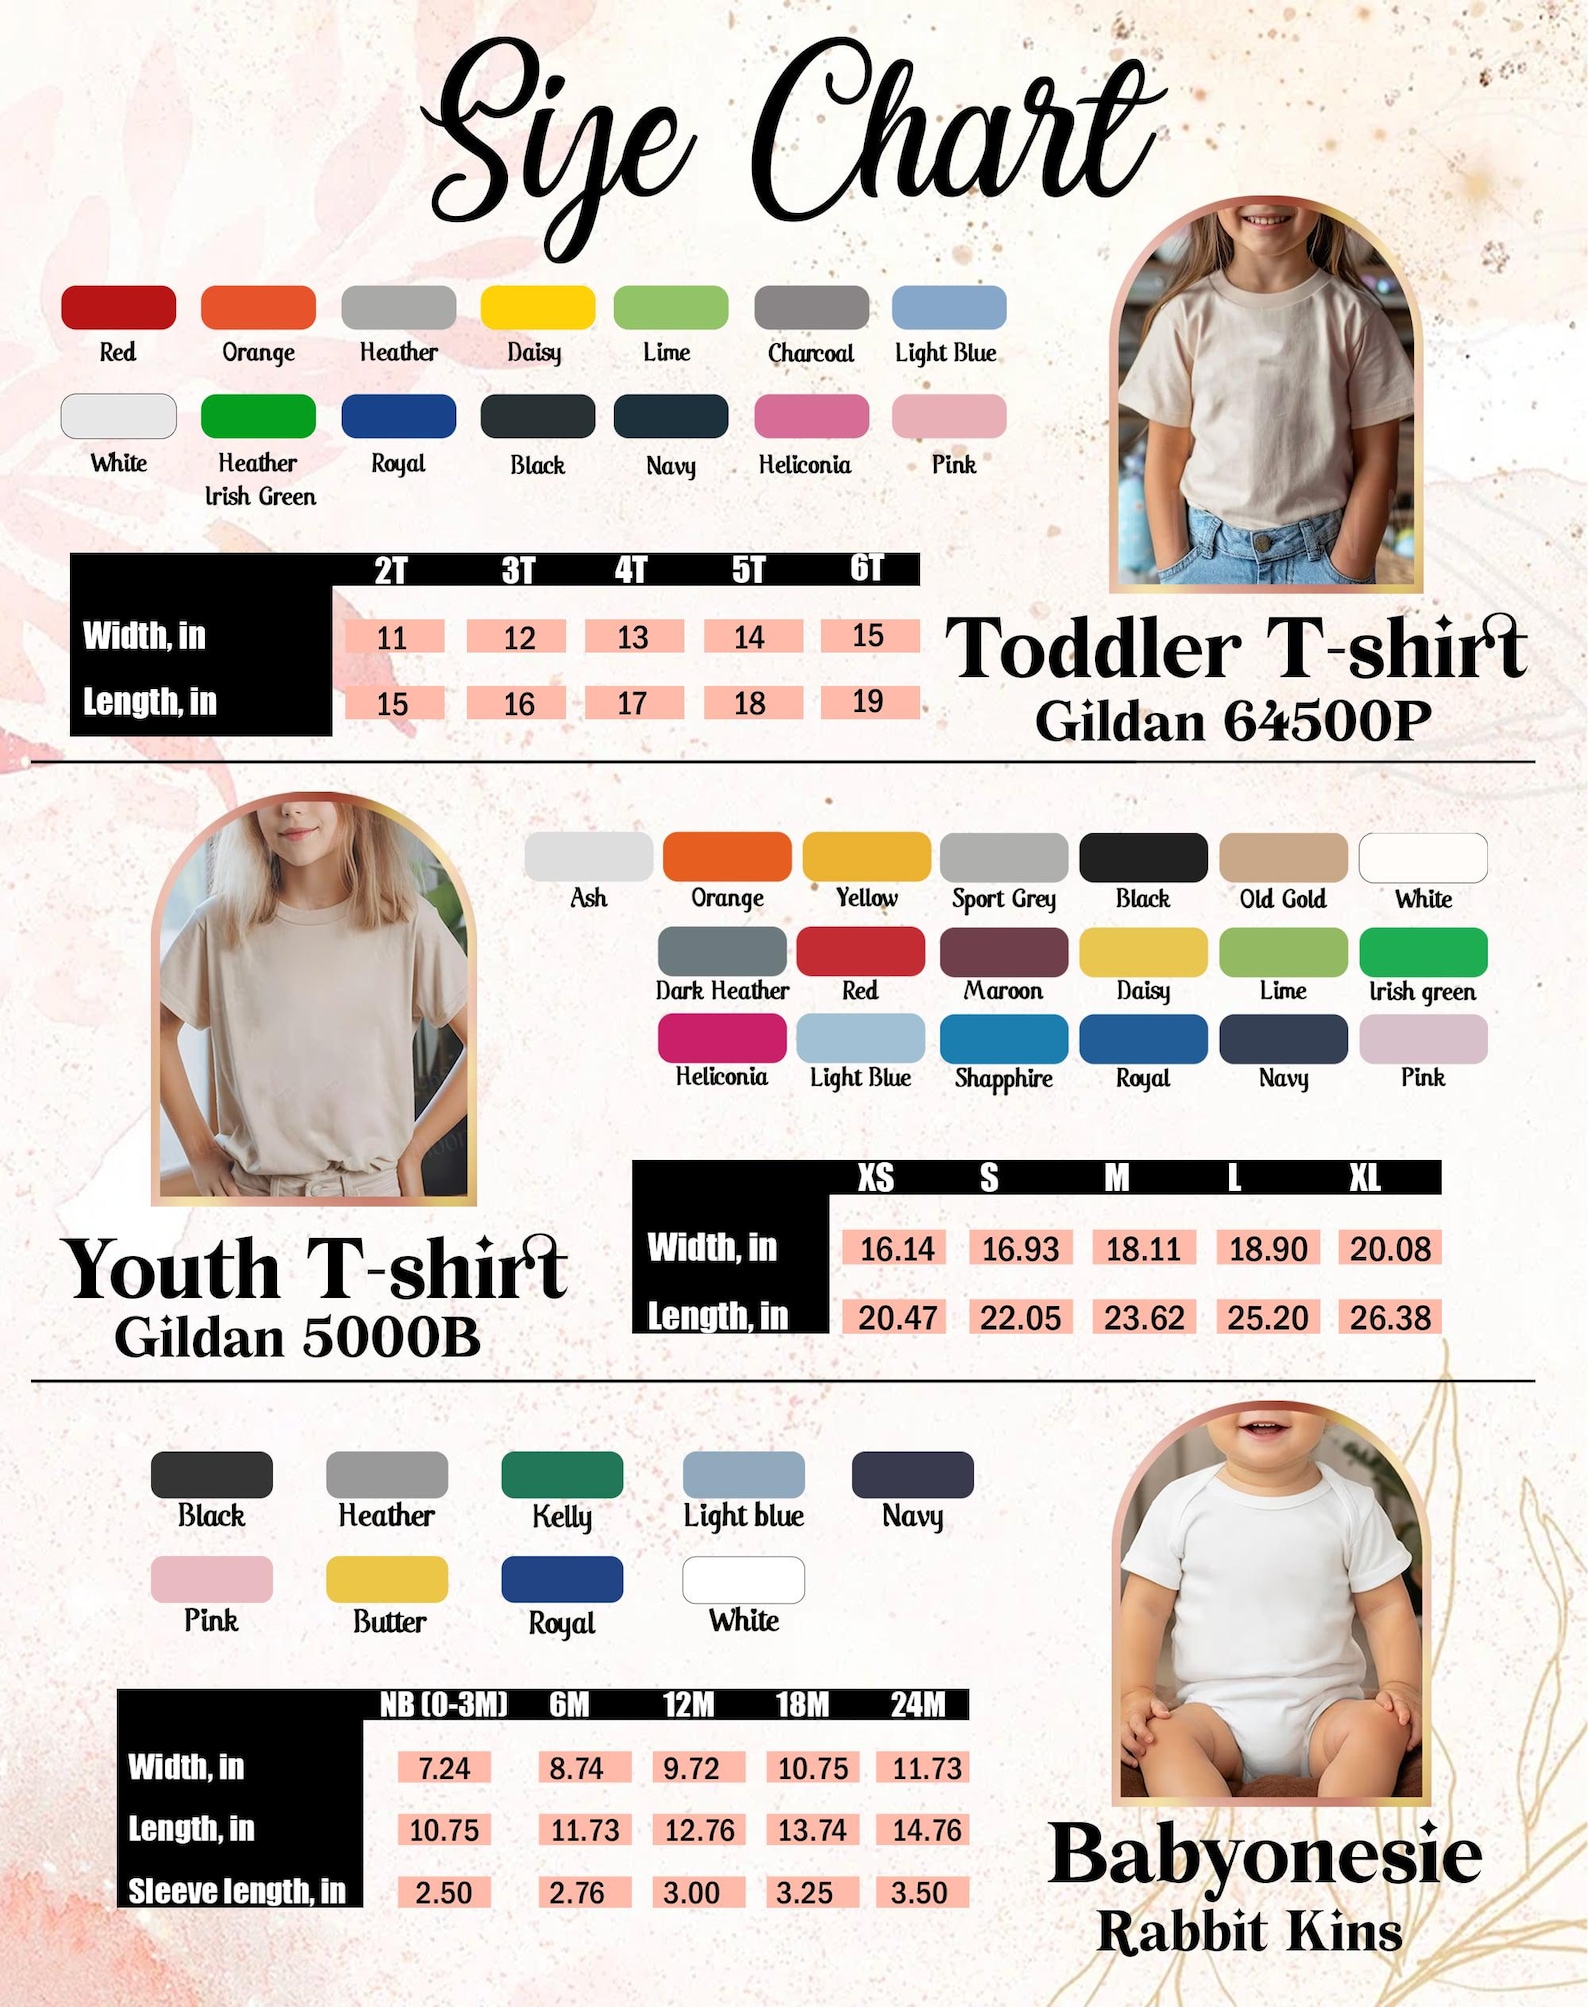 Size Chart
Red Orange Heather Daisy Lime Charcoal Light Blue
White Heather Irish Green Royal Black Navy Heliconia Pink
2T 3T 4T 5T 6T
Width, in 11 12 13 14 15
Length, in 15 16 17 18 19
Toddler T-shirt
Gildan 64500P
Ash Orange Yellow Sport Grey Black Old Gold White
Dark Heather Red Maroon Daisy Lime Irish green
Heliconia Light Blue Shapphire Royal Navy Pink
Youth T-shirt
Gildan 5000B
XS S M L XL
Width, in 16.14 16.93 18.11 18.90 20.08
Length, in 20.47 22.05 23.62 25.20 26.38
Black Heather Kelly Light blue Navy
Pink Butter Royal White
NB (0-3M) 6M 12M 18M 24M
Width, in 7.24 8.74 9.72 10.75 11.73
Length, in 10.75 11.73 12.76 13.74 14.76
Sleeve length, in 2.50 2.76 3.00 3.25 3.50
Babyonesie
Rabbit Kins